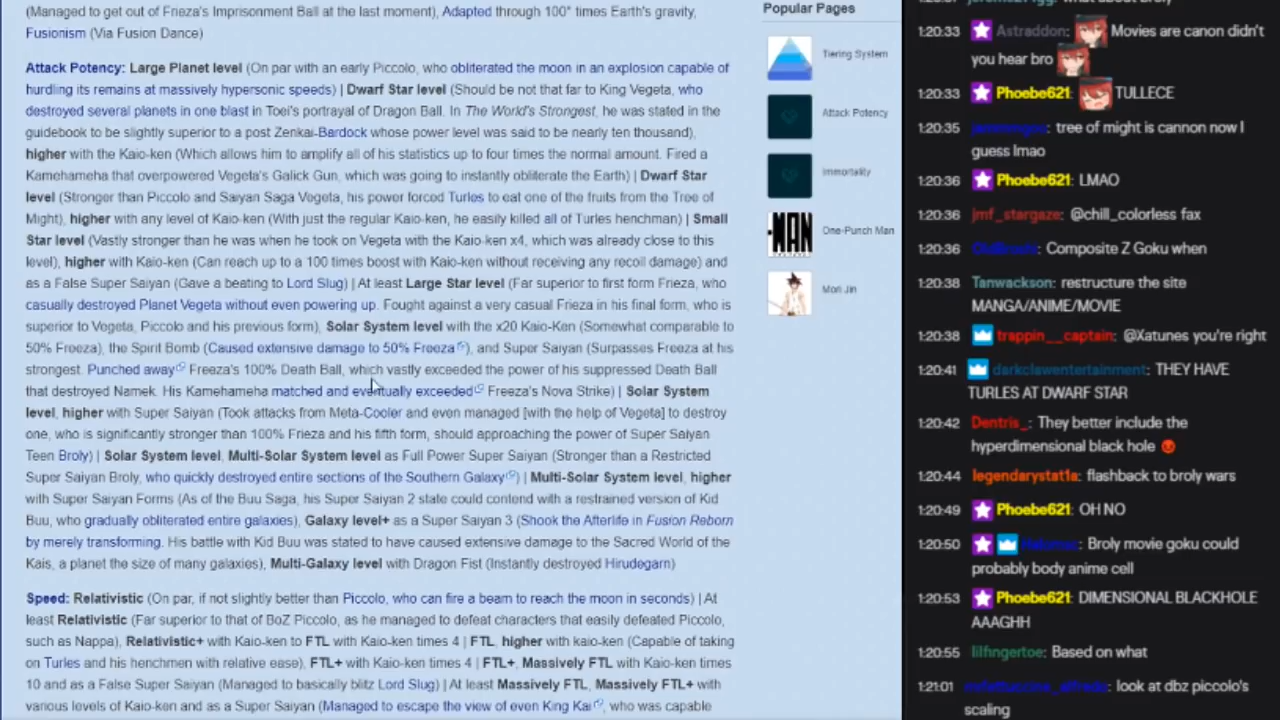 (Managed to get out of Frieza's Imprisonment Ball at the last moment), Adapted through 100* times Earth's gravity,
Fusionism (Via Fusion Dance)
Attack Potency: Large Planet level (On par with an early Piccolo, who obliterated the moon in an explosion capable of
hurdling its remains at massively hypersonic speeds) | Dwarf Star level (Should be not that far to King Vegeta, who
destroyed several planets in one blast in Toei's portrayal of Dragon Ball. In The World's Strongest, he was stated in the
guidebook to be slightly superior to a post Zenkai-Bardock whose power level was said to be nearly ten thousand),
higher with the Kaio-ken (Which allows him to amplify all of his statistics up to four times the normal amount. Fired a
Kamehameha that overpowered Vegeta's Galick Gun, which was going to instantly obliterate the Earth) | Dwarf Star
level (Stronger than Piccolo and Saiyan Saga Vegeta, his power forced Turles to eat one of the fruits from the Tree of
Might), higher with any level of Kaio-ken (With just the regular Kaio-ken, he easily killed all of Turles henchman) | Small
Star level (Vastly stronger than he was when he took on Vegeta with the Kaio-ken x4, which was already close to this
level), higher with Kaio-ken (Can reach up to a 100 times boost with Kaio-ken without receiving any recoil damage) and
as a False Super Saiyan (Gave a beating to Lord Slug) | At least Large Star level (Far superior to first form Frieza, who
casually destroyed Planet Vegeta without even powering up. Fought against a very casual Frieza in his final form, who is
superior to Vegeta, Piccolo and his previous form), Solar System level with the x20 Kaio-Ken (Somewhat comparable to
50% Freeza), the Spirit Bomb (Caused extensive damage to 50% Freeza), and Super Saiyan (Surpasses Freeza at his
strongest. Punched away Freeza's 100% Death Ball, which vastly exceeded the power of his suppressed Death Ball
that destroyed Namek. His Kamehameha matched and eventually exceeded Freeza's Nova Strike) | Solar System
level, higher with Super Saiyan (Took attacks from Meta-Cooler and even managed [with the help of Vegeta] to destroy
one, who is significantly stronger than 100% Frieza and his fifth form, should approaching the power of Super Saiyan
Teen Broly) | Solar System level, Multi-Solar System level as Full Power Super Saiyan (Stronger than a Restricted
Super Saiyan Broly, who quickly destroyed entire sections of the Southern Galaxy) | Multi-Solar System level, higher
with Super Saiyan Forms (As of the Buu Saga, his Super Saiyan 2 state could contend with a restrained version of Kid
Buu, who gradually obliterated entire galaxies), Galaxy level+ as a Super Saiyan 3 (Shook the Afterlife in Fusion Reborn
by merely transforming. His battle with Kid Buu was stated to have caused extensive damage to the Sacred World of the
Kais, a planet the size of many galaxies), Multi-Galaxy level with Dragon Fist (Instantly destroyed Hirudegarn)
Speed: Relativistic (On par, if not slightly better than Piccolo, who can fire a beam to reach the moon in seconds) | At
least Relativistic (Far superior to that of BoZ Piccolo, as he managed to defeat characters that easily defeated Piccolo,
such as Nappa), Relativistic+ with Kaio-ken to FTL with Kaio-ken times 4 | FTL, higher with kaio-ken (Capable of taking
on Turles and his henchmen with relative ease), FTL+ with Kaio-ken times 4 | FTL+, Massively FTL with Kaio-ken times
10 and as a False Super Saiyan (Managed to basically blitz Lord Slug) | At least Massively FTL, Massively FTL+ with
various levels of Kaio-ken and as a Super Saiyan (Managed to escape the view of even King Kai, who was capable
Popular Pages
Tiering System
Attack Potency
Immortality
MAN
One-Punch Man
Mori Jin
1:20:33 Astraddon: Movies are canon didn't
you hear bro
1:20:33 Phoebe621: TULLECE
1:20:35 : tree of might is cannon now I
guess lmao
1:20:36 Phoebe621: LMAO
1:20:36 jmf_stargaze: @chill_colorless fax
1:20:36 : Composite Z Goku when
1:20:38 Tanwackson: restructure the site
MANGA/ANIME/MOVIE
1:20:38 trappin__captain: @Xatunes you're right
1:20:41 darkclawentertainment: THEY HAVE
TURLES AT DWARF STAR
1:20:42 Dentris_: They better include the
hyperdimensional black hole
1:20:44 legendarystat1a: flashback to broly wars
1:20:49 Phoebe621: OH NO
1:20:50 : Broly movie goku could
probably body anime cell
1:20:53 Phoebe621: DIMENSIONAL BLACKHOLE
AAAGHH
1:20:55 lilfingertoe: Based on what
1:21:01 : look at dbz piccolo's
scaling